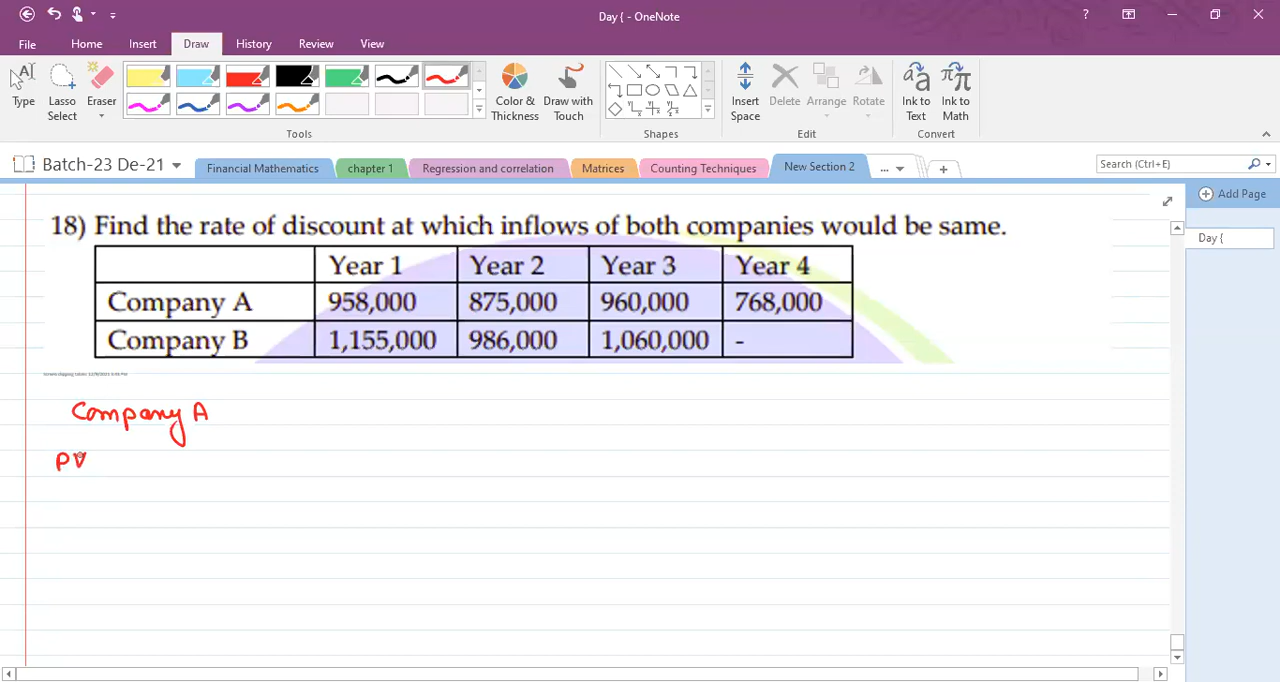 Day { - OneNote
?
File Home Insert Draw History Review View
Type Lasso Select Eraser Color & Thickness Draw with Touch Insert Space Delete Arrange Rotate Ink to Text Ink to Math
Tools Shapes Edit Convert
Batch-23 De-21 Financial Mathematics chapter 1 Regression and correlation Matrices Counting Techniques New Section 2 ... Search (Ctrl+E)
Add Page
Day {
18) Find the rate of discount at which inflows of both companies would be same.
Year 1 Year 2 Year 3 Year 4
Company A 958,000 875,000 960,000 768,000
Company B 1,155,000 986,000 1,060,000 -
Company A
PV